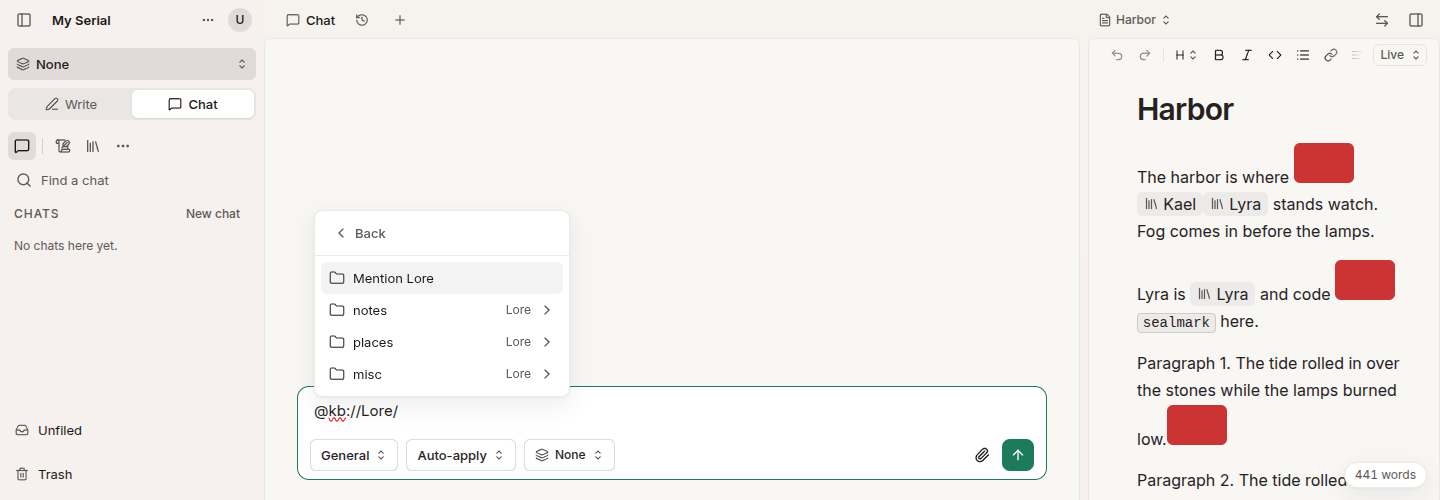 My Serial
U
None
Write
Chat
Find a chat
CHATS
New chat
No chats here yet.
Unfiled
Trash
Chat
Back
Mention Lore
notes
Lore
places
Lore
misc
Lore
@kb://Lore/
General
Auto-apply
None
Harbor
H
B
I
Live
Harbor
The harbor is where
Kael Lyra stands watch.
Fog comes in before the lamps.
Lyra is Lyra and code
sealmark here.
Paragraph 1. The tide rolled in over
the stones while the lamps burned
low.
Paragraph 2. The tide rolled
441 words